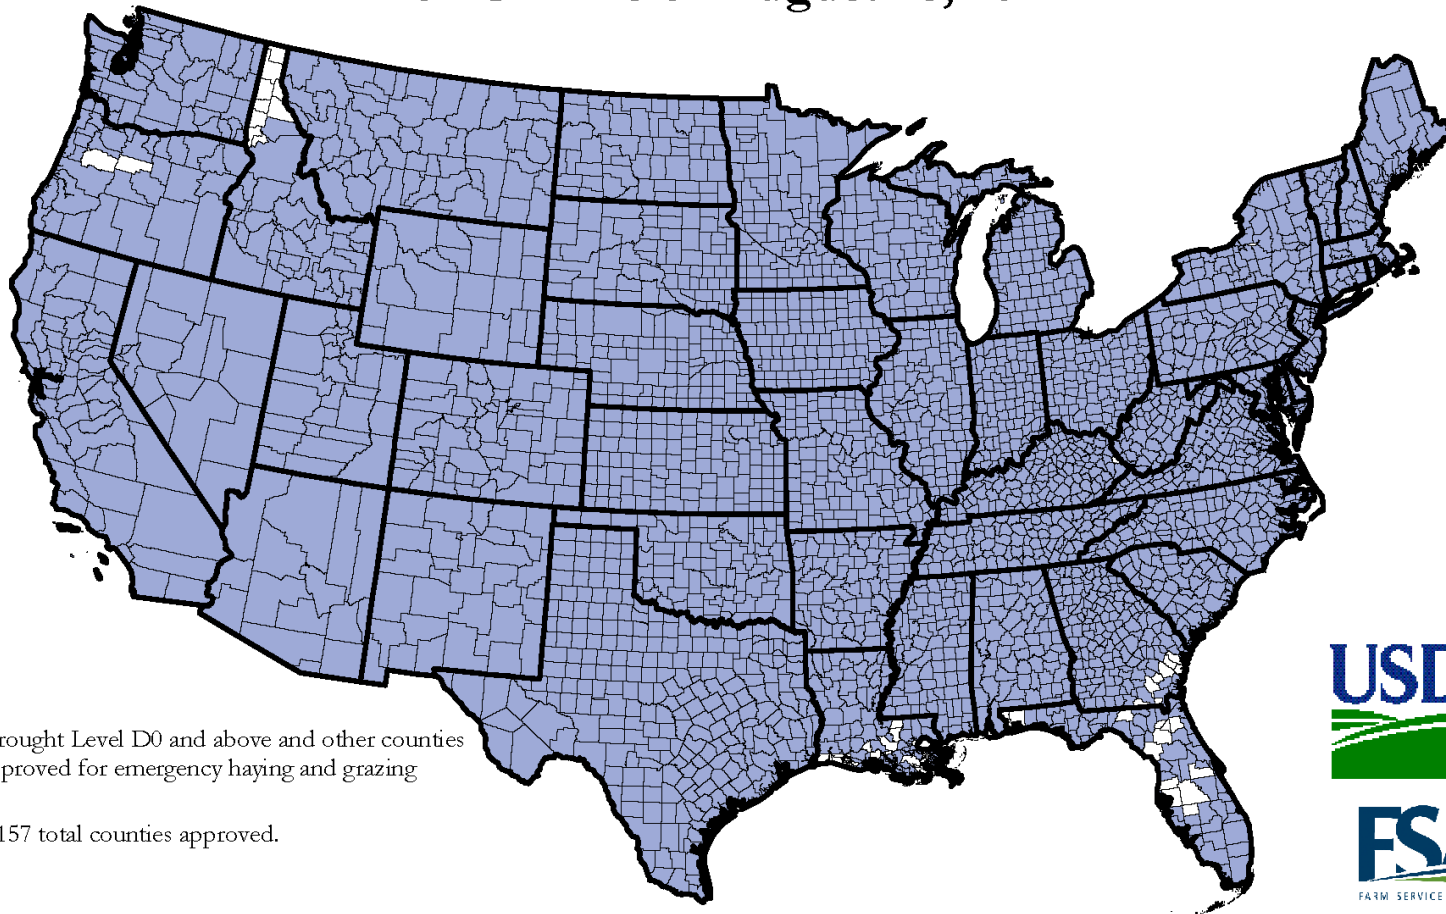 rought Level D0 and above and other counties
proved for emergency haying and grazing
157 total counties approved.
USD
FSA
FARM SERVICE